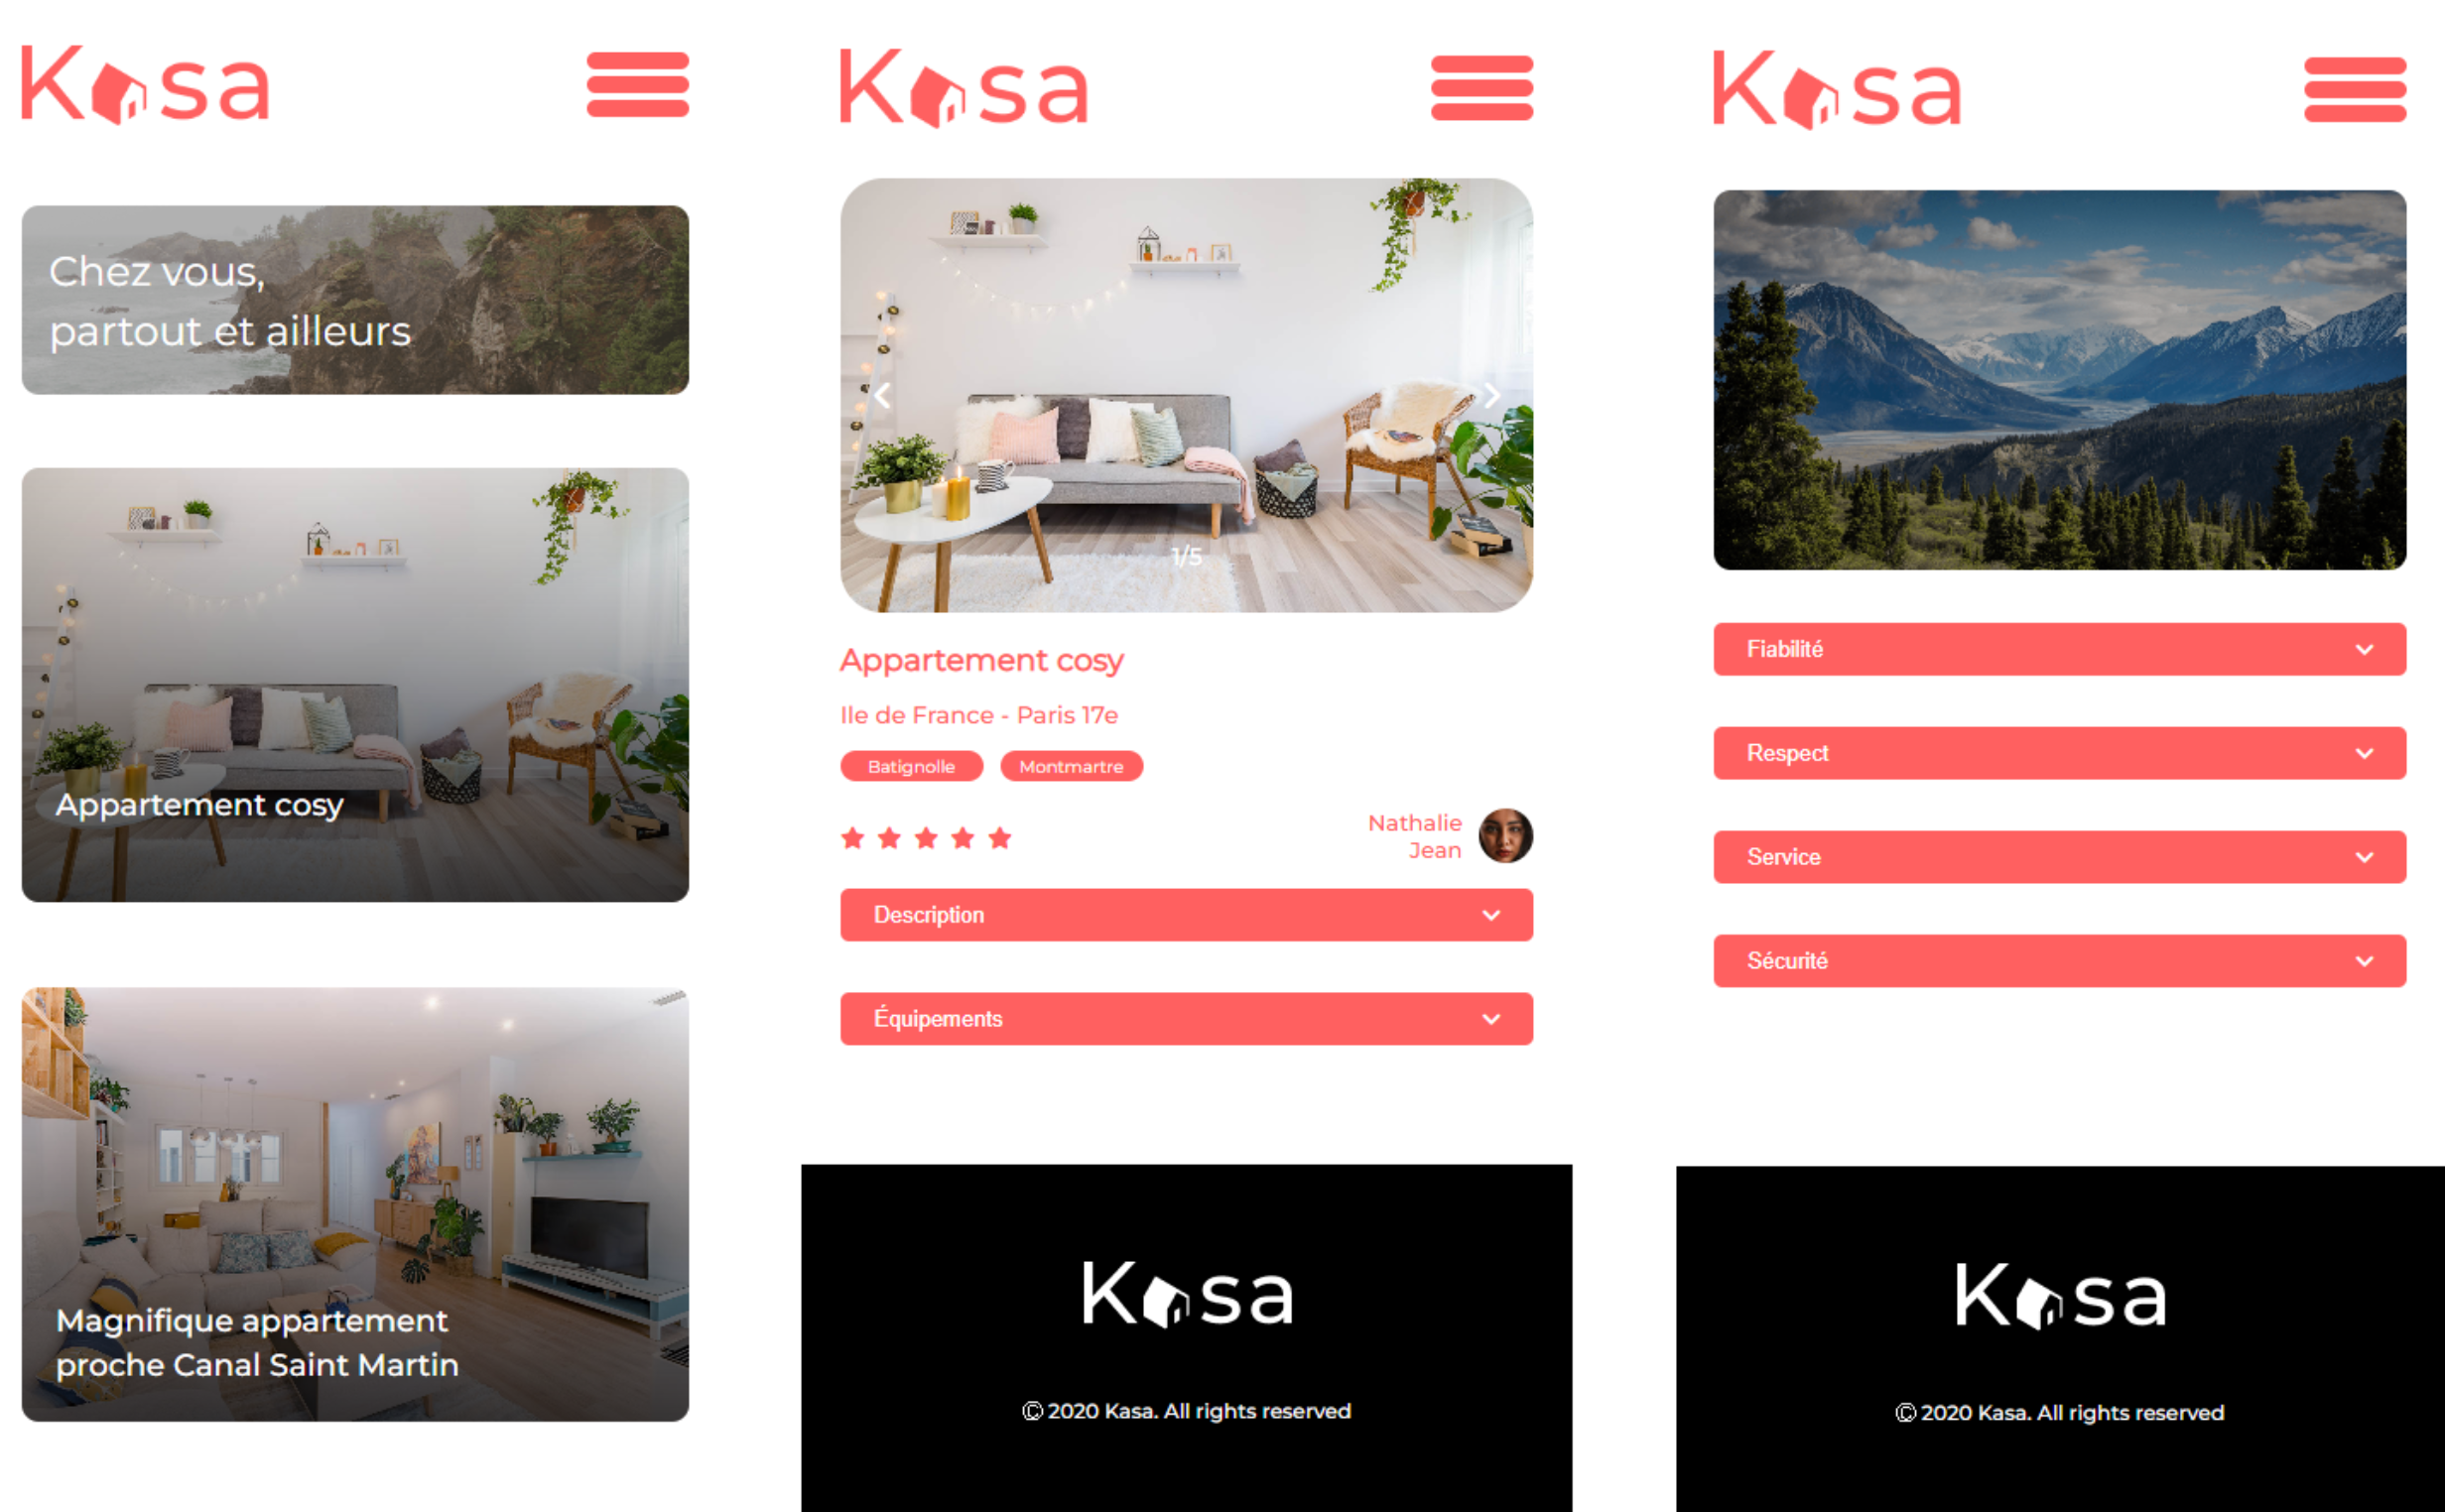 Kasa
Chez vous,
partout et ailleurs
Appartement cosy
Magnifique appartement
proche Canal Saint Martin
Kasa
1/5
Appartement cosy
Ile de France - Paris 17e
Batignolle Montmartre
Nathalie
Jean
Description
Équipements
Kasa
© 2020 Kasa. All rights reserved
Kasa
Fiabilité
Respect
Service
Sécurité
Kasa
© 2020 Kasa. All rights reserved